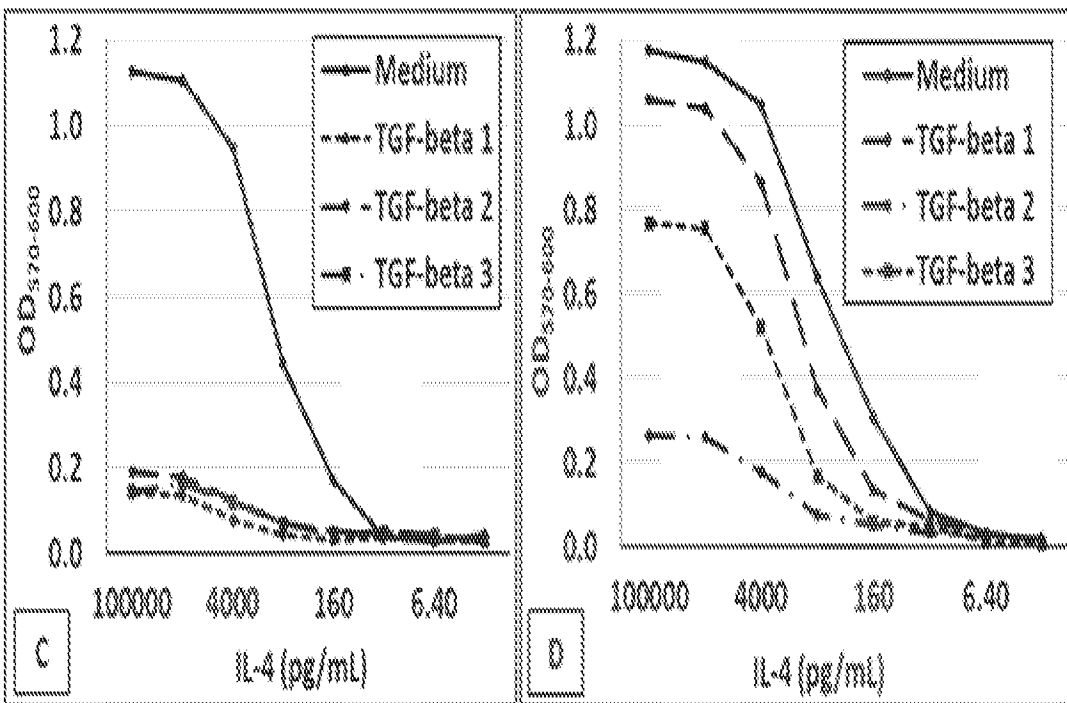 1.2
1.0
0.8
0.6
0.4
0.2
0.0
OD570-600
Medium
TGF-beta 1
TGF-beta 2
TGF-beta 3
100000 4000 160 6.40
IL-4 (pg/mL)
C
1.2
1.0
0.8
0.6
0.4
0.2
0.0
OD570-600
Medium
TGF-beta 1
TGF-beta 2
TGF-beta 3
100000 4000 160 6.40
IL-4 (pg/mL)
D